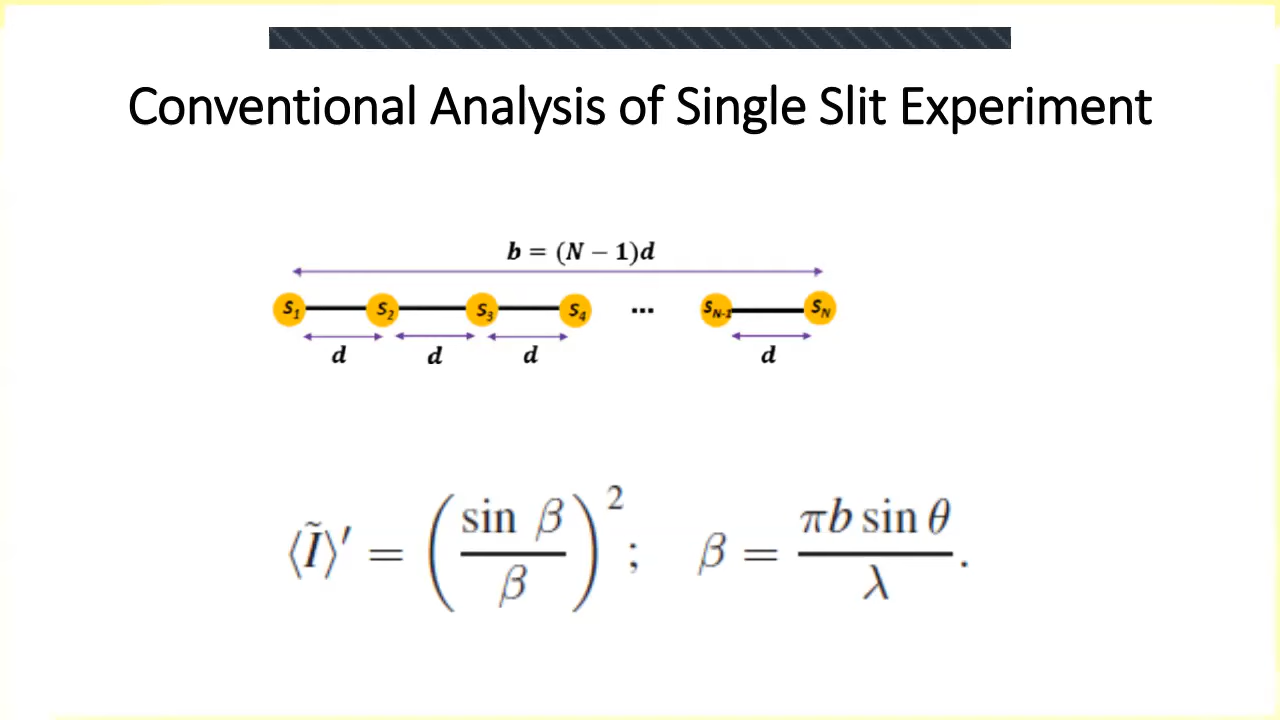 Conventional Analysis of Single Slit Experiment
b = (N − 1)d
S₁ S₂ S₃ S₄ ... S_N-1 S_N
d d d d
⟨Ĩ⟩′ = (sin β / β)² ; β = πb sin θ / λ .